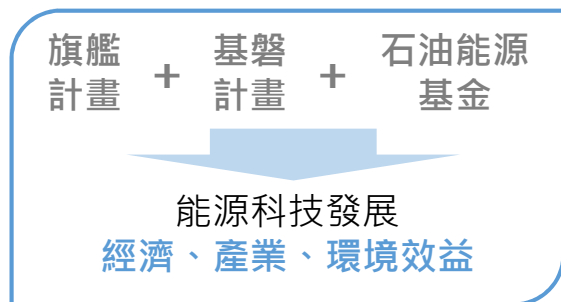 旗艦計畫 + 基磐計畫 + 石油能源基金
能源科技發展
經濟、產業、環境效益